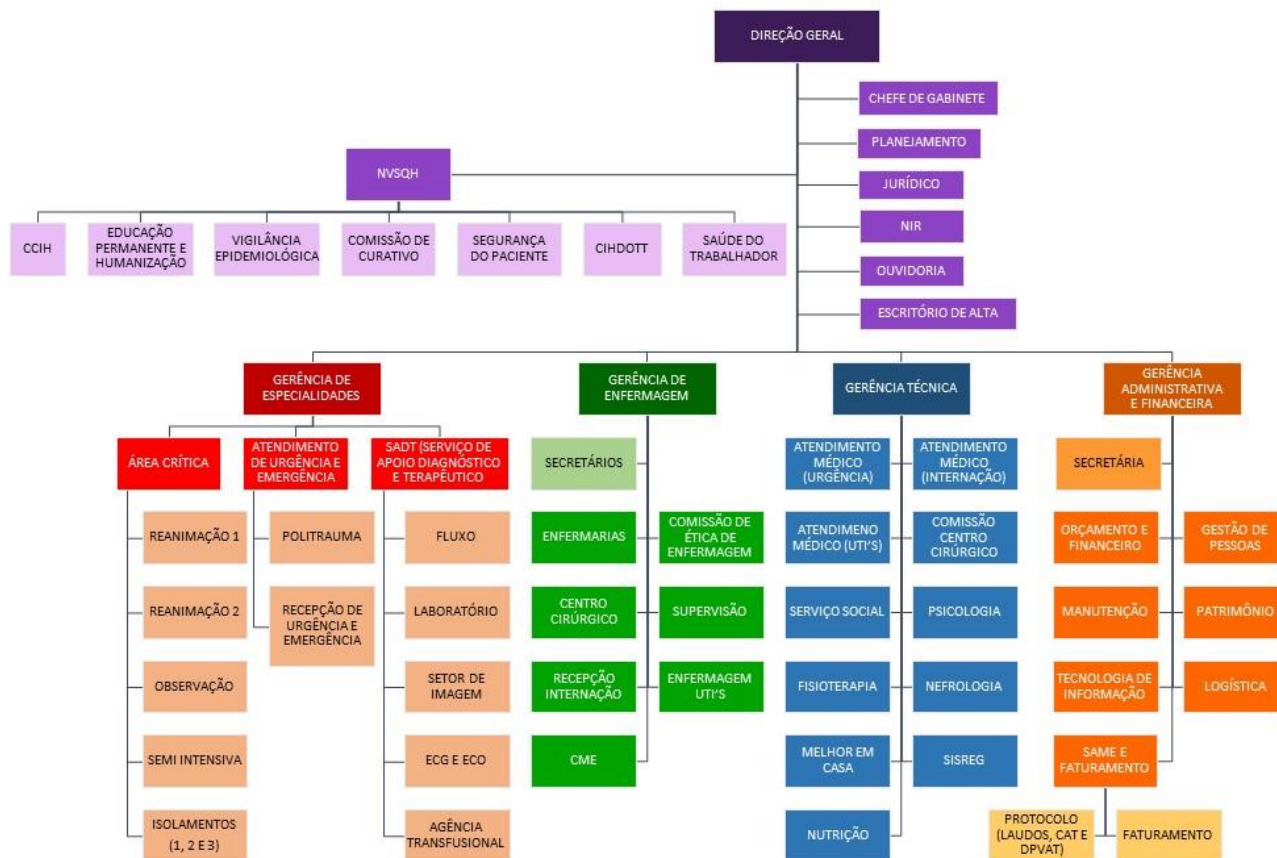 DIREÇÃO GERAL
CHEFE DE GABINETE
PLANEJAMENTO
JURÍDICO
NIR
OUVIDORIA
ESCRITÓRIO DE ALTA
NVSQH
CCIH
EDUCAÇÃO
PERMANENTE E
HUMANIZAÇÃO
VIGILÂNCIA
EPIDEMIOLÓGICA
COMISSÃO DE
CURATIVO
SEGURANÇA
DO PACIENTE
CIHDOTT
SAÚDE DO
TRABALHADOR
GERÊNCIA DE
ESPECIALIDADES
ÁREA CRÍTICA
REANIMAÇÃO 1
REANIMAÇÃO 2
OBSERVAÇÃO
SEMI INTENSIVA
ISOLAMENTOS
(1, 2 E 3)
ATENDIMENTO
DE URGÊNCIA E
EMERGÊNCIA
POLITRAUMA
RECEPÇÃO DE
URGÊNCIA E
EMERGÊNCIA
SADT (SERVIÇO DE
APOIO DIAGNÓSTICO
E TERAPÊUTICO
FLUXO
LABORATÓRIO
SETOR DE
IMAGEM
ECG E ECO
AGÊNCIA
TRANSFUSIONAL
GERÊNCIA DE
ENFERMAGEM
SECRETÁRIOS
ENFERMARIAS
COMISSÃO DE
ÉTICA DE
ENFERMAGEM
CENTRO
CIRÚRGICO
SUPERVISÃO
RECEPÇÃO
INTERNAÇÃO
ENFERMAGEM
UTI'S
CME
GERÊNCIA TÉCNICA
ATENDIMENTO
MÉDICO
(URGÊNCIA)
ATENDIMENTO
MÉDICO
(INTERNAÇÃO)
ATENDIMENO
MÉDICO (UTI'S)
COMISSÃO
CENTRO
CIRÚRGICO
SERVIÇO SOCIAL
PSICOLOGIA
FISIOTERAPIA
NEFROLOGIA
MELHOR EM
CASA
SISREG
NUTRIÇÃO
GERÊNCIA
ADMINISTRATIVA
E FINANCEIRA
SECRETÁRIA
ORÇAMENTO E
FINANCEIRO
GESTÃO DE
PESSOAS
MANUTENÇÃO
PATRIMÔNIO
TECNOLOGIA DE
INFORMAÇÃO
LOGÍSTICA
SAME E
FATURAMENTO
PROTOCOLO
(LAUDOS, CAT E
DPVAT)
FATURAMENTO